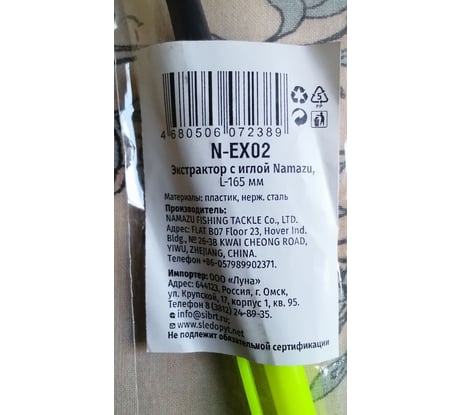 4 680506 072389
5
PP
N-EX02
Экстрактор с иглой Namazu,
L-165 мм
Материалы: пластик, нерж. сталь
Производитель:
NAMAZU FISHING TACKLE Co., LTD.
Адрес: FLAT B07 Floor 23, Hover Ind.
Bldg., № 26-38 KWAI CHEONG ROAD,
YIWU, ZHEJIANG, CHINA.
Телефон +86-057989902371.
Импортер: ООО «Луна»
Адрес: 644123, Россия, г. Омск,
ул. Крупской, 17, корпус 1, кв. 95.
Телефон 8 (3812) 24-89-35.
info@sibrt.ru;
www.sledopyt.net
Не подлежит обязательной сертификации